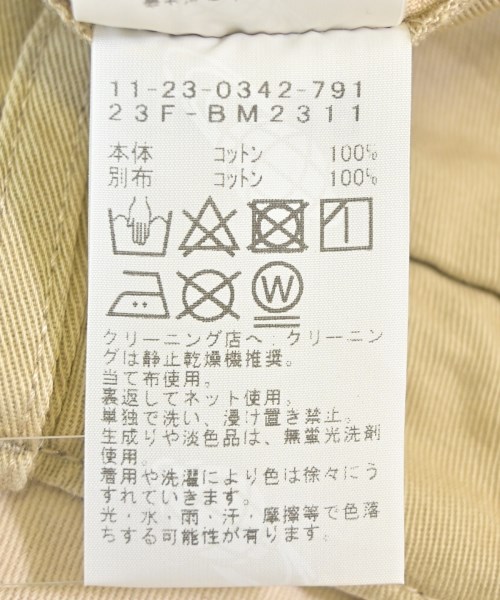 11-23-0342-791
23F-BM2311
本体 コットン 100%
別布 コットン 100%
W
クリーニング店へ:クリーニン
グは静止乾燥機推奨。
当て布使用。
裏返してネット使用。
単独で洗い、浸け置き禁止。
生成りや淡色品は、無蛍光洗剤
使用。
着用や洗濯により色は徐々にう
すれていきます。
光・水・雨・汗・摩擦等で色落
ちする可能性が有ります。